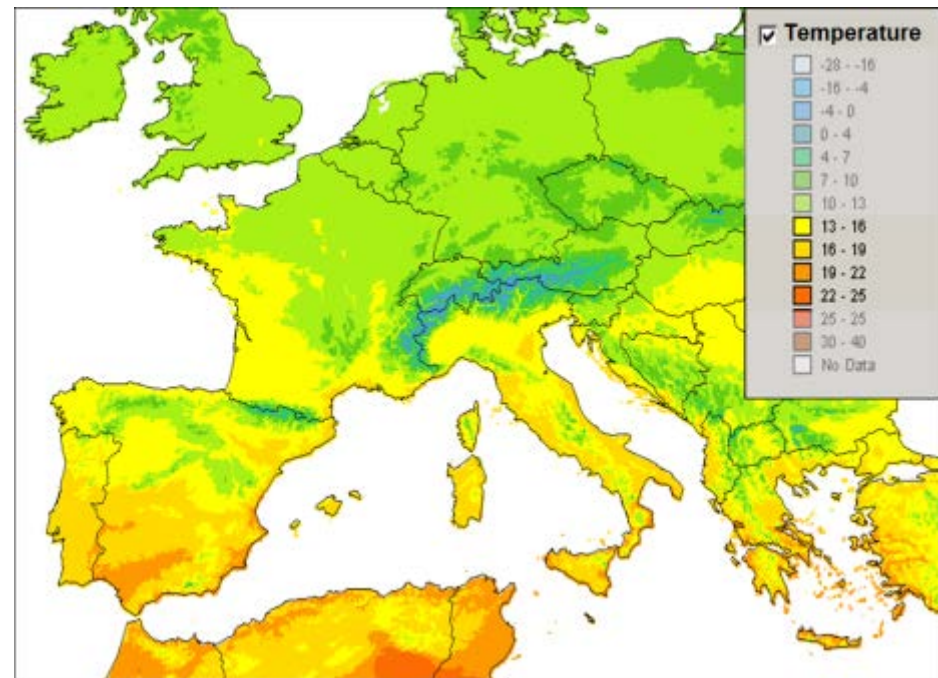 Temperature
-28 - -16
-16 - -4
-4 - 0
0 - 4
4 - 7
7 - 10
10 - 13
13 - 16
16 - 19
19 - 22
22 - 25
25 - 25
30 - 40
No Data